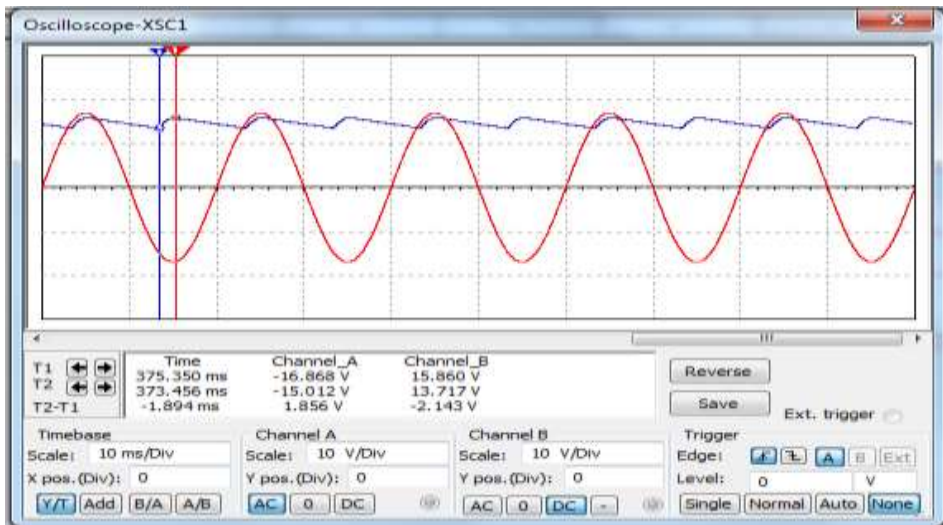 Oscilloscope-XSC1
Time Channel_A Channel_B
T1 375.350 ms -16.868 V 15.860 V
T2 373.456 ms -15.012 V 13.717 V
T2-T1 -1.894 ms 1.856 V -2.143 V
Reverse
Save
Ext. trigger
Timebase
Scale: 10 ms/Div
X pos.(Div): 0
Y/T Add B/A A/B
Channel A
Scale: 10 V/Div
Y pos.(Div): 0
AC 0 DC
Channel B
Scale: 10 V/Div
Y pos.(Div): 0
AC 0 DC -
Trigger
Edge: A B Ext
Level: 0 V
Single Normal Auto None